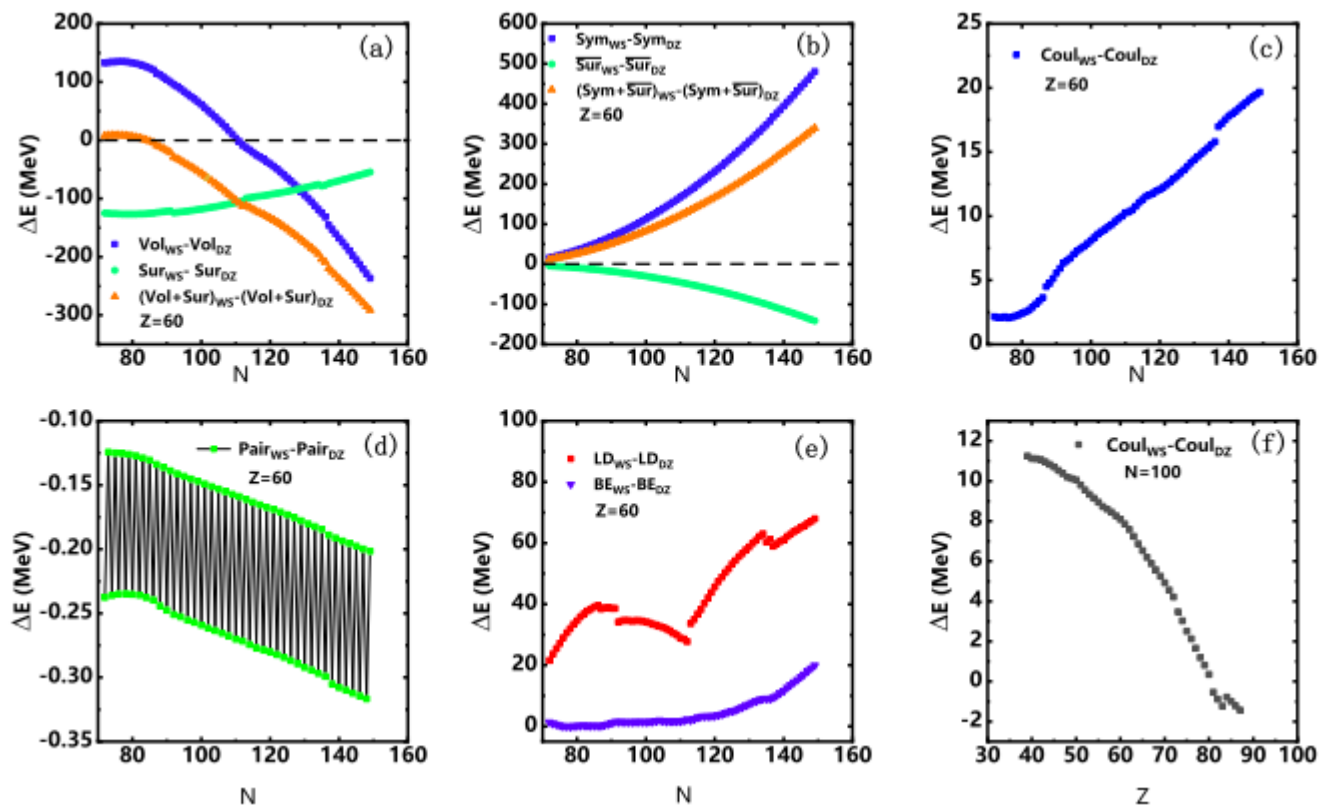 (a)
200
100
0
-100
-200
-300
ΔE (MeV)
Vol_WS-Vol_DZ
Sur_WS- Sur_DZ
(Vol+Sur)_WS-(Vol+Sur)_DZ
Z=60
80 100 120 140 160
N
(b)
600
500
400
300
200
100
0
-100
-200
ΔE (MeV)
Sym_WS-Sym_DZ
S̅u̅r̅_WS-S̅u̅r̅_DZ
(Sym+S̅u̅r̅)_WS-(Sym+S̅u̅r̅)_DZ
Z=60
80 100 120 140 160
N
(c)
25
20
15
10
5
0
ΔE (MeV)
Coul_WS-Coul_DZ
Z=60
80 100 120 140 160
N
(d)
-0.10
-0.15
-0.20
-0.25
-0.30
-0.35
ΔE (MeV)
Pair_WS-Pair_DZ
Z=60
80 100 120 140 160
N
(e)
100
80
60
40
20
0
ΔE (MeV)
LD_WS-LD_DZ
BE_WS-BE_DZ
Z=60
60 80 100 120 140 160
N
(f)
12
10
8
6
4
2
0
-2
ΔE (MeV)
Coul_WS-Coul_DZ
N=100
30 40 50 60 70 80 90 100
Z